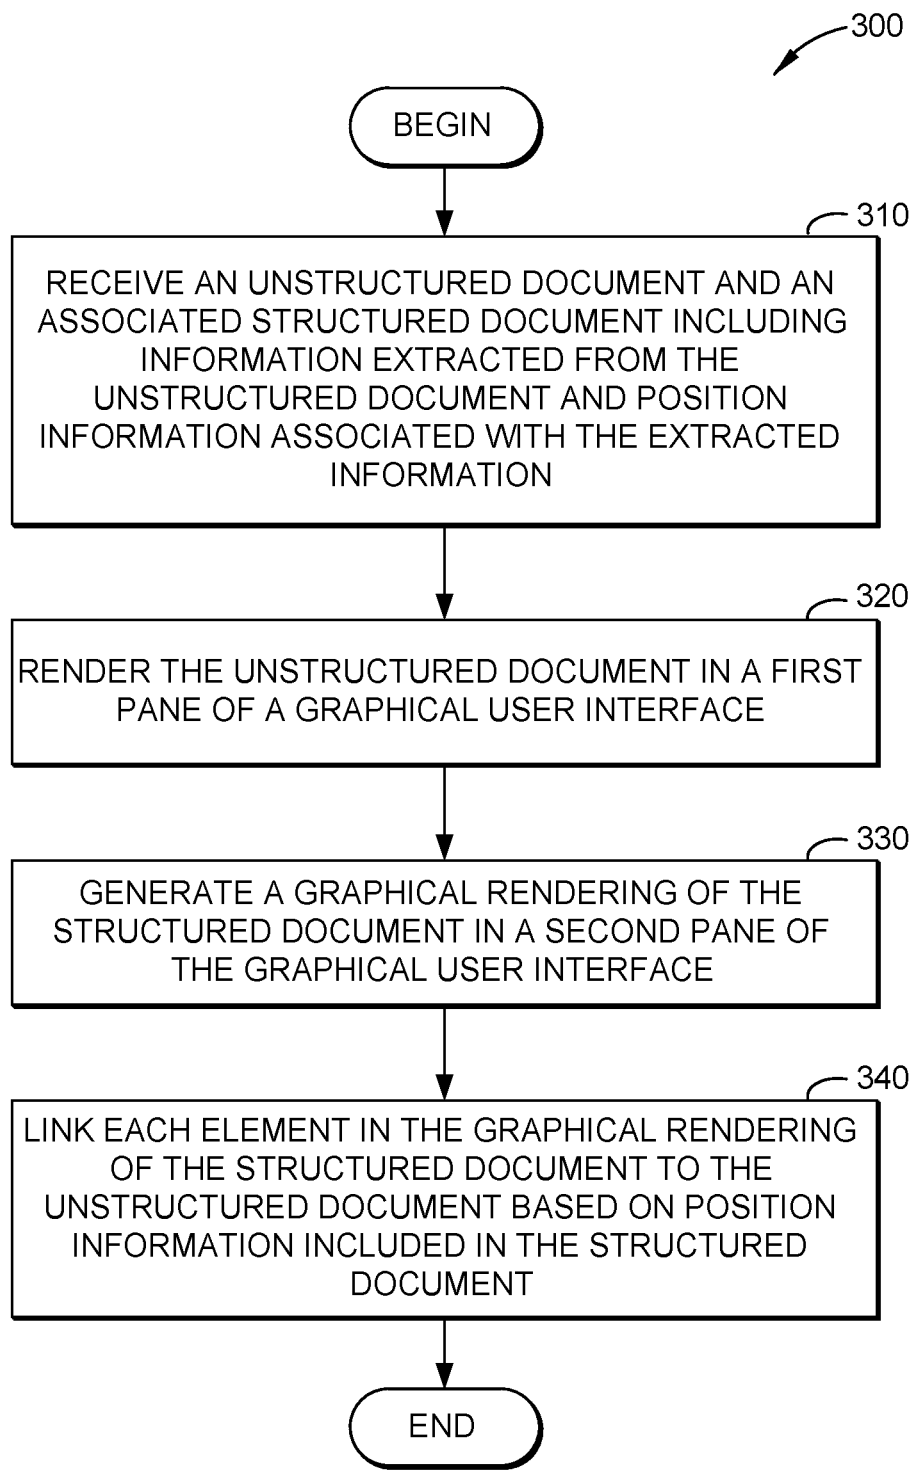 300
BEGIN
310
RECEIVE AN UNSTRUCTURED DOCUMENT AND AN
ASSOCIATED STRUCTURED DOCUMENT INCLUDING
INFORMATION EXTRACTED FROM THE
UNSTRUCTURED DOCUMENT AND POSITION
INFORMATION ASSOCIATED WITH THE EXTRACTED
INFORMATION
320
RENDER THE UNSTRUCTURED DOCUMENT IN A FIRST
PANE OF A GRAPHICAL USER INTERFACE
330
GENERATE A GRAPHICAL RENDERING OF THE
STRUCTURED DOCUMENT IN A SECOND PANE OF
THE GRAPHICAL USER INTERFACE
340
LINK EACH ELEMENT IN THE GRAPHICAL RENDERING
OF THE STRUCTURED DOCUMENT TO THE
UNSTRUCTURED DOCUMENT BASED ON POSITION
INFORMATION INCLUDED IN THE STRUCTURED
DOCUMENT
END